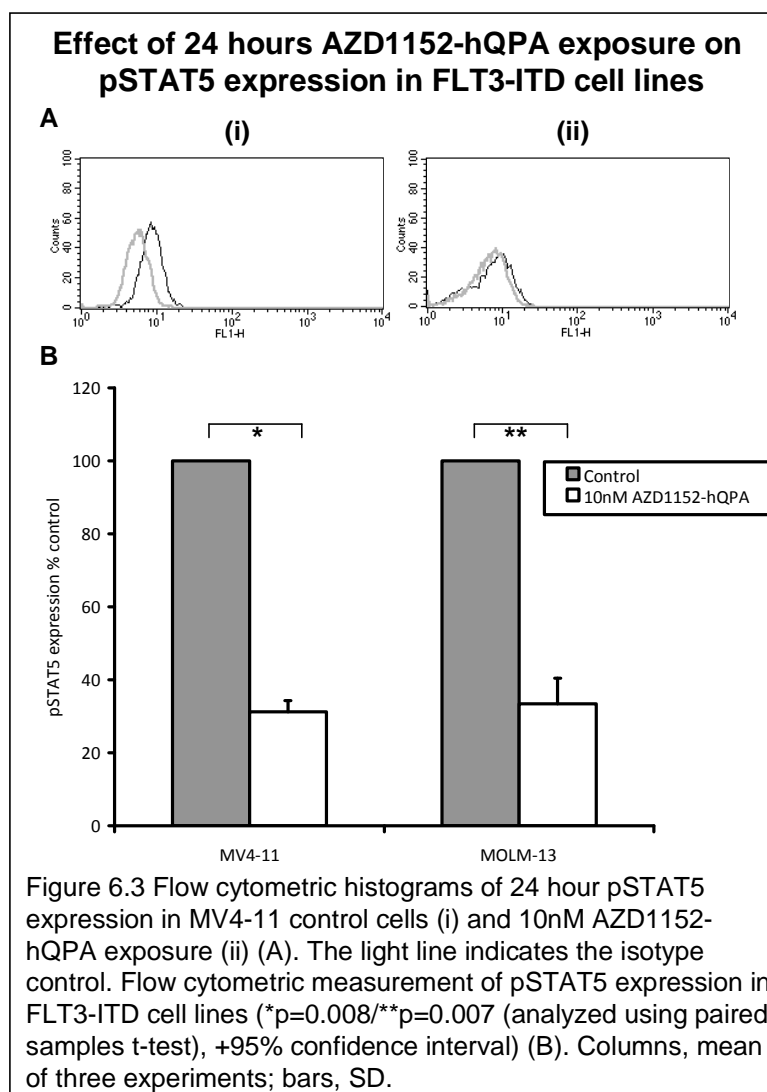 Effect of 24 hours AZD1152-hQPA exposure on
pSTAT5 expression in FLT3-ITD cell lines
A
(i)
(ii)
100
80
60
40
20
0
Counts
10⁰ 10¹ 10² 10³ 10⁴
FL1-H
100
80
60
40
20
0
Counts
10⁰ 10¹ 10² 10³ 10⁴
FL1-H
B
120
100
80
60
40
20
0
pSTAT5 expression % control
*
**
Control
10nM AZD1152-hQPA
MV4-11
MOLM-13
Figure 6.3 Flow cytometric histograms of 24 hour pSTAT5
expression in MV4-11 control cells (i) and 10nM AZD1152-
hQPA exposure (ii) (A). The light line indicates the isotype
control. Flow cytometric measurement of pSTAT5 expression in
FLT3-ITD cell lines (*p=0.008/**p=0.007 (analyzed using paired
samples t-test), +95% confidence interval) (B). Columns, mean
of three experiments; bars, SD.